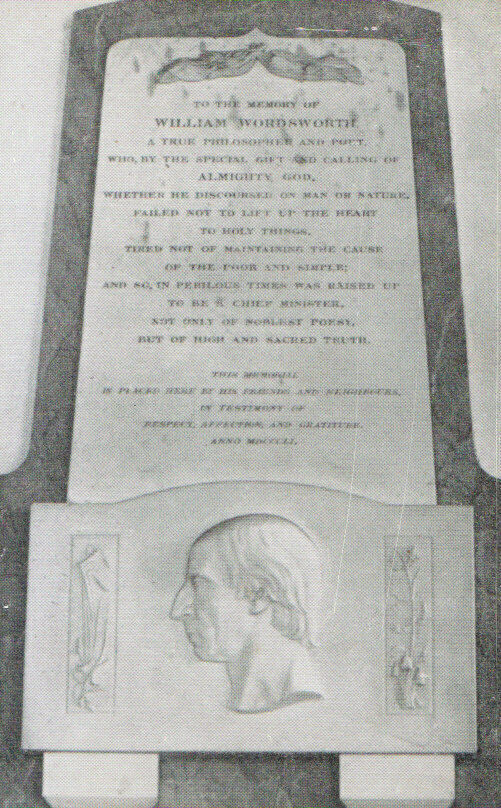 TO THE MEMORY OF
WILLIAM WORDSWORTH,
A TRUE PHILOSOPHER AND POET,
WHO, BY THE SPECIAL GIFT AND CALLING OF
ALMIGHTY GOD,
WHETHER HE DISCOURSED ON MAN OR NATURE,
FAILED NOT TO LIFT UP THE HEART
TO HOLY THINGS,
TIRED NOT OF MAINTAINING THE CAUSE
OF THE POOR AND SIMPLE;
AND SO, IN PERILOUS TIMES WAS RAISED UP
TO BE A CHIEF MINISTER,
NOT ONLY OF NOBLEST POESY,
BUT OF HIGH AND SACRED TRUTH.
THIS MEMORIAL
IS PLACED HERE BY HIS FRIENDS AND NEIGHBOURS,
IN TESTIMONY OF
RESPECT, AFFECTION, AND GRATITUDE.
ANNO MDCCCLI.